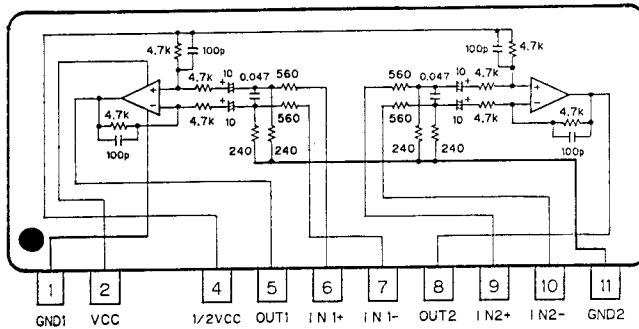 4.7k 100p 100p 4.7k
4.7k 10 0.047 560 560 0.047 10 4.7k
+ + + +
− + + −
4.7k 10 560 560 10 4.7k
4.7k 4.7k
100p 240 240 240 240 100p
1 2 4 5 6 7 8 9 10 11
GND1 VCC 1/2VCC OUT1 IN1+ IN1- OUT2 IN2+ IN2- GND2